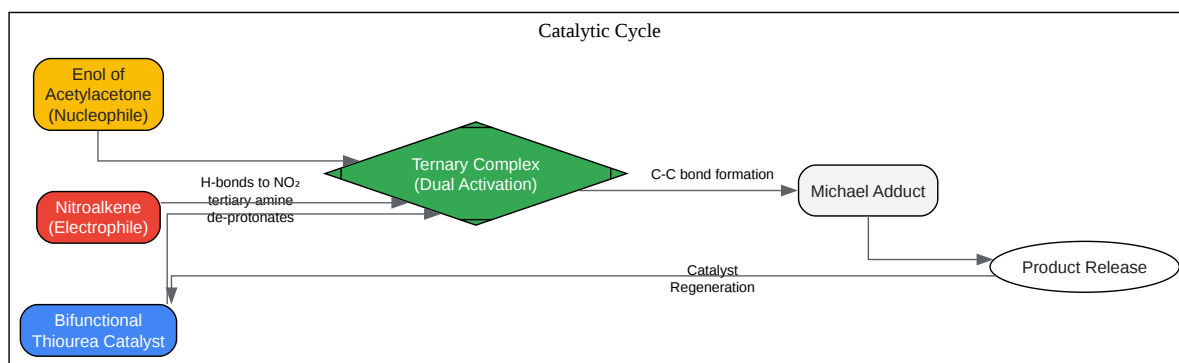 Catalytic Cycle
Enol of
Acetylacetone
(Nucleophile)
Ternary Complex
(Dual Activation)
C-C bond formation
Michael Adduct
H-bonds to NO₂
tertiary amine
de-protonates
Nitroalkene
(Electrophile)
Catalyst
Regeneration
Product Release
Bifunctional
Thiourea Catalyst